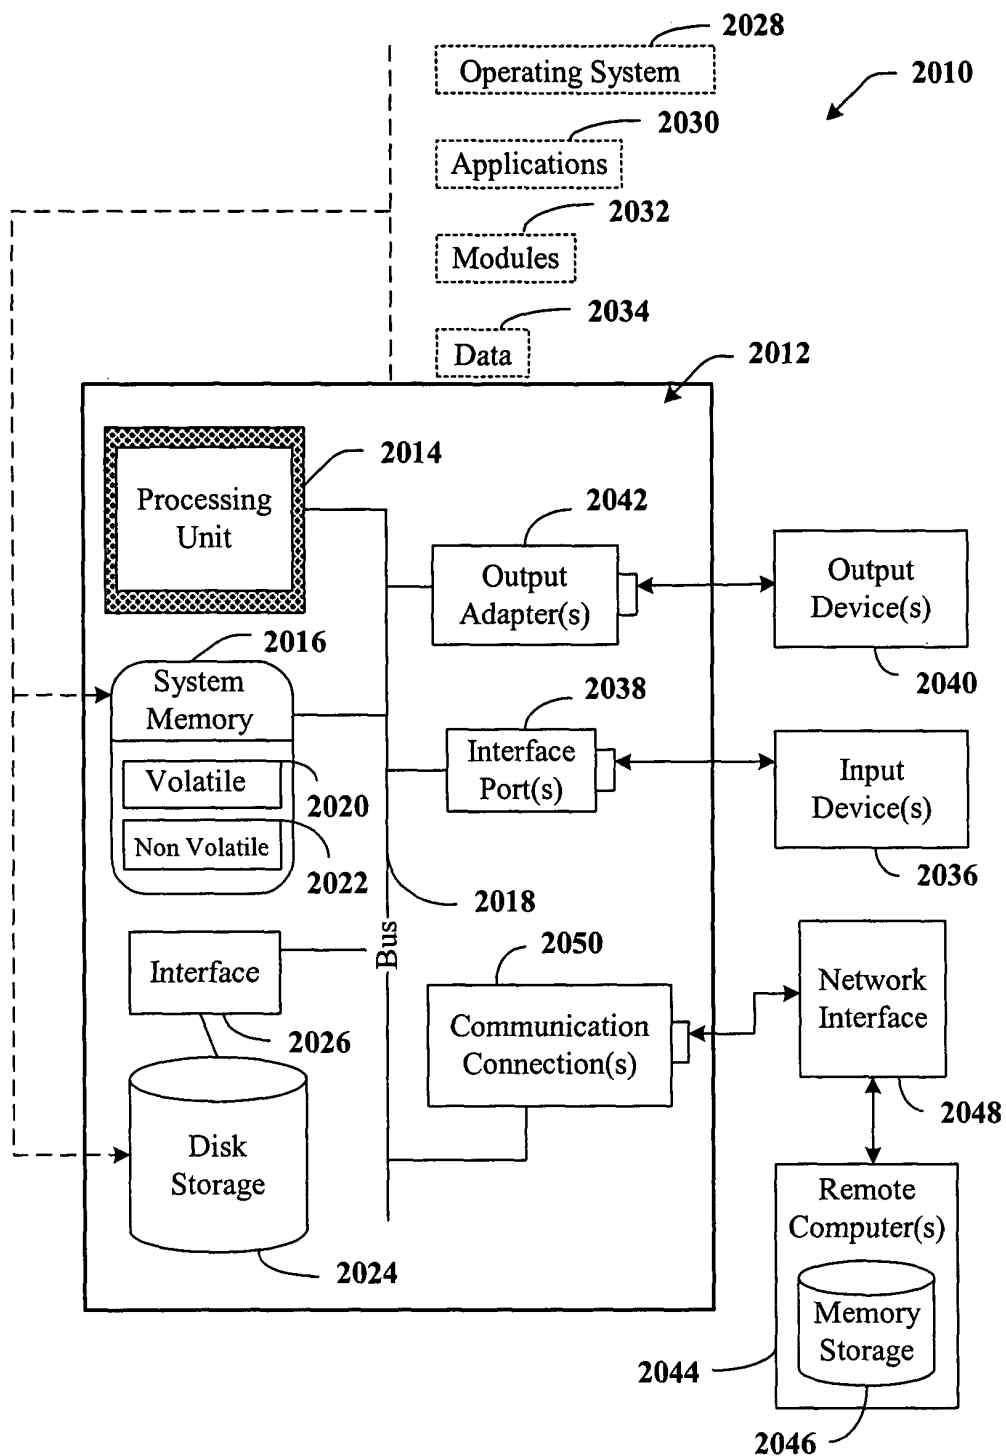 2028
Operating System
2010
2030
Applications
2032
Modules
2034
Data
2012
2014
Processing
Unit
2042
Output
Adapter(s)
Output
Device(s)
2040
2016
System
Memory
Volatile
2020
Non Volatile
2022
2038
Interface
Port(s)
Input
Device(s)
2036
2018
Bus
Interface
2026
2050
Communication
Connection(s)
Network
Interface
2048
Disk
Storage
2024
Remote
Computer(s)
Memory
Storage
2044
2046